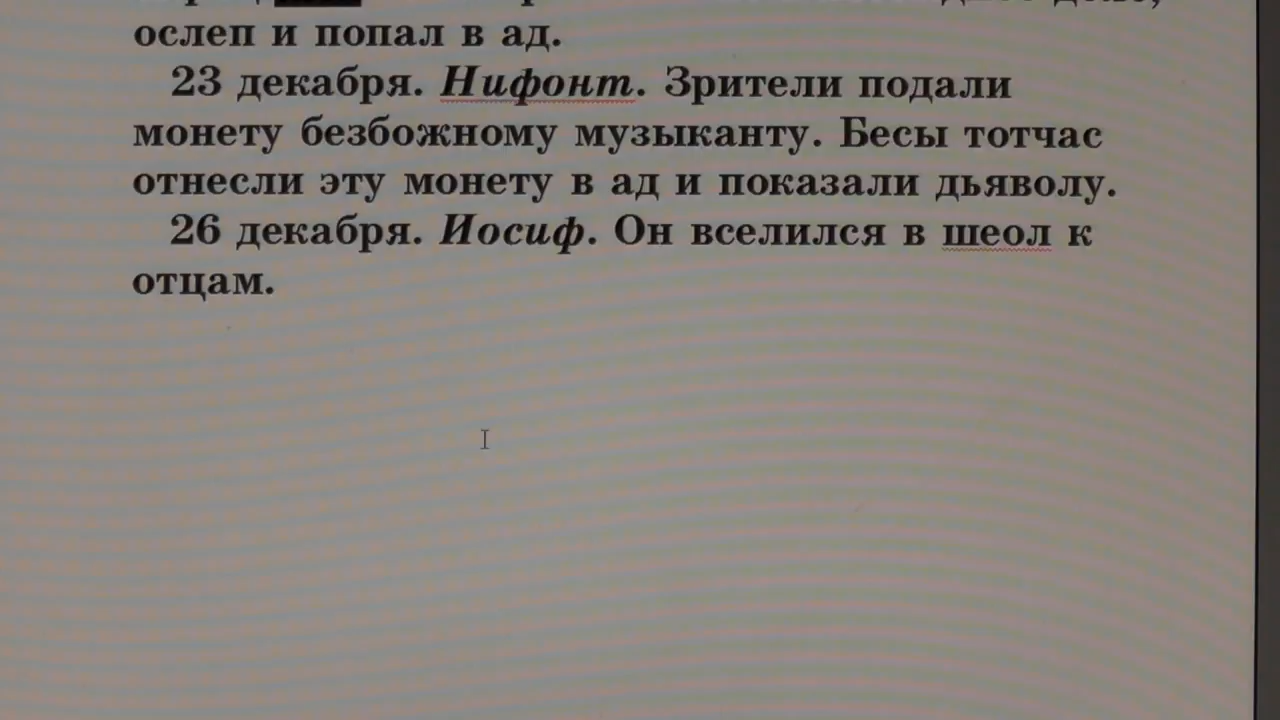 ослеп и попал в ад.
23 декабря. Нифонт. Зрители подали
монету безбожному музыканту. Бесы тотчас
отнесли эту монету в ад и показали дьяволу.
26 декабря. Иосиф. Он вселился в шеол к
отцам.